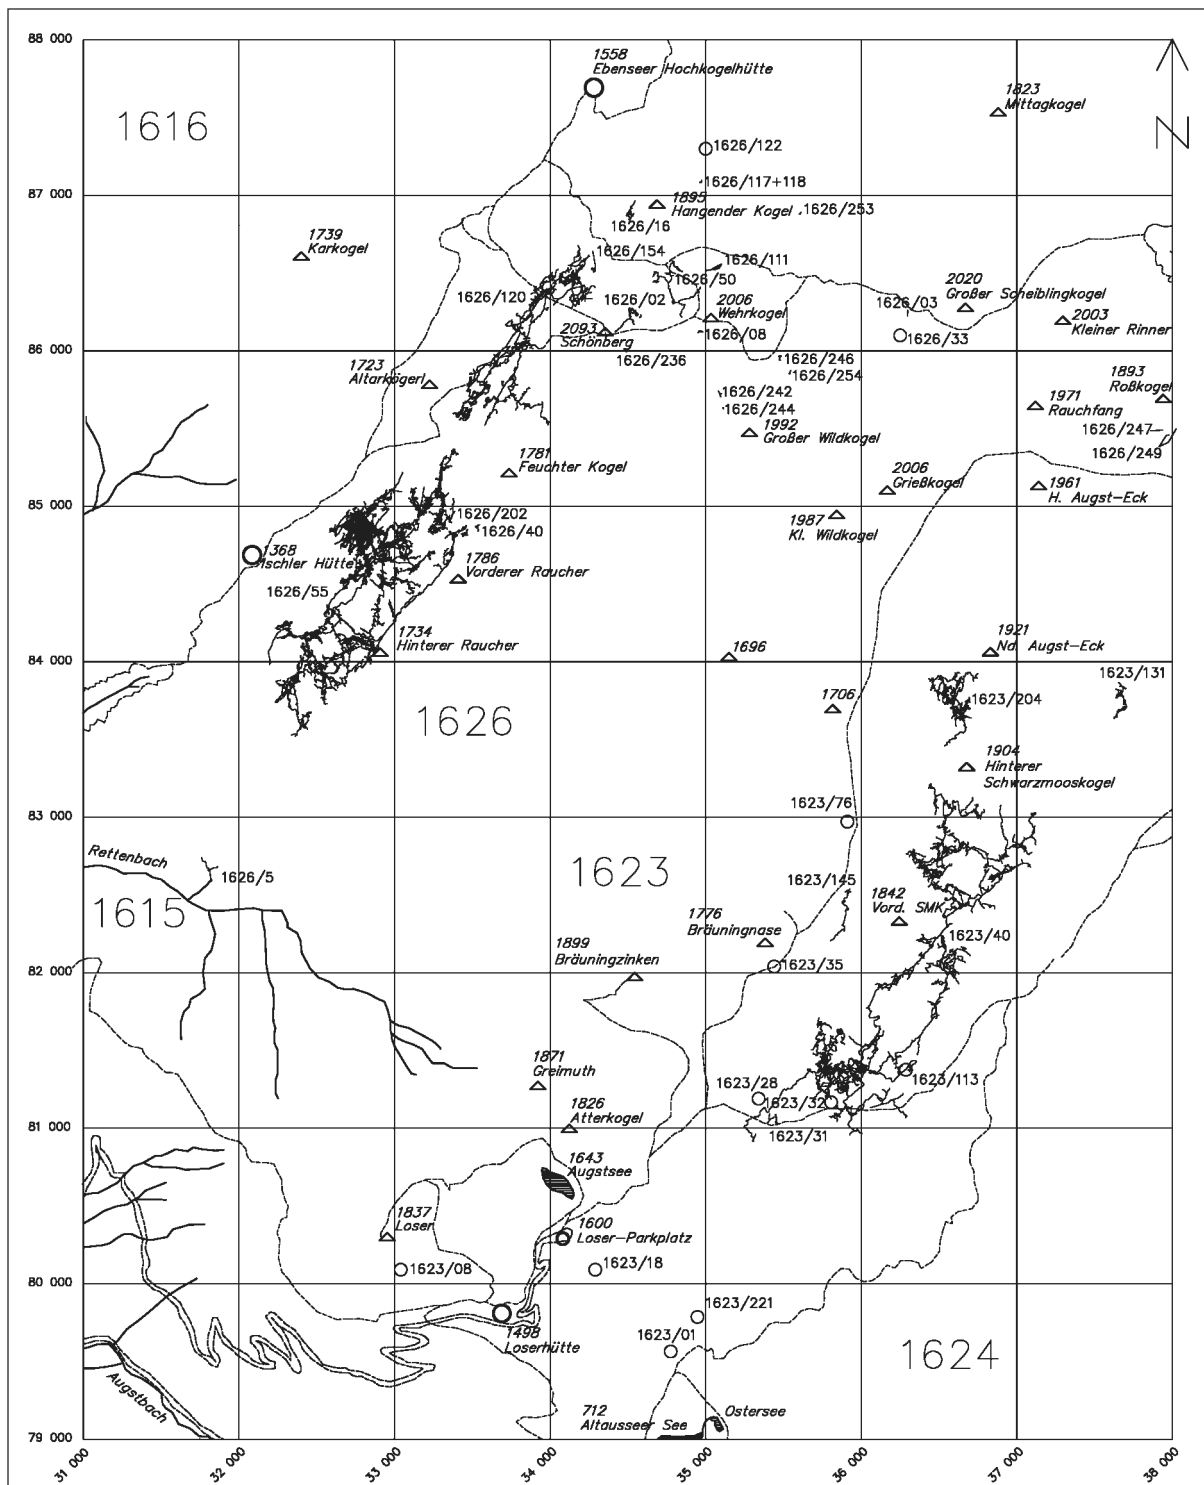 88 000
1558
Ebenseer Hochkogelhütte
1823
Mittagkogel
1616
N
1626/122
87 000
1626/117+118
1895
Hangender Kogel
1626/253
1626/16
1739
Karkogel
1626/154
1626/111
1626/50
1626/120
1626/02
2006
Wehrkogel
2020
Großer Scheiblingkogel
1626/03
2003
Kleiner Rinner
2093
Schönberg
1626/08
1626/33
86 000
1626/236
1626/246
1626/254
1723
Altarkögerl
1893
Roßkogel
1626/242
1626/244
1971
Rauchfang
1992
Großer Wildkogel
1626/247
1626/249
1781
Feuchter Kogel
2006
Grießkogel
1961
H. Augst-Eck
85 000
1626/202
1626/40
1987
Kl. Wildkogel
1368
Ischler Hütte
1786
Vorderer Raucher
1626/55
1734
Hinterer Raucher
1696
1921
Nd. Augst-Eck
84 000
1623/131
1706
1623/204
1626
1904
Hinterer
Schwarzmooskogel
1623/76
83 000
Rettenbach
1626/5
1623
1623/145
1615
1842
Vord. SMK
1776
Bräuningnase
1623/40
1899
Bräuningzinken
1623/35
82 000
1871
Greimuth
1623/28
1623/113
1826
Atterkogel
1623/32
81 000
1623/31
1643
Augstsee
1837
Loser
1600
Loser-Parkplatz
1623/08
1623/18
80 000
1623/221
1498
Loserhütte
1623/01
1624
Augstbach
712
Altausseer See
Ostersee
79 000
31 000
32 000
33 000
34 000
35 000
36 000
37 000
38 000